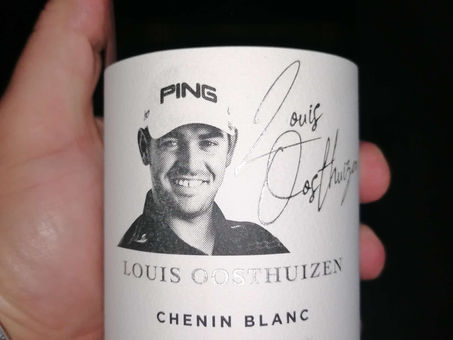 PING
Louis
Oosthuizen
LOUIS OOSTHUIZEN
CHENIN BLANC